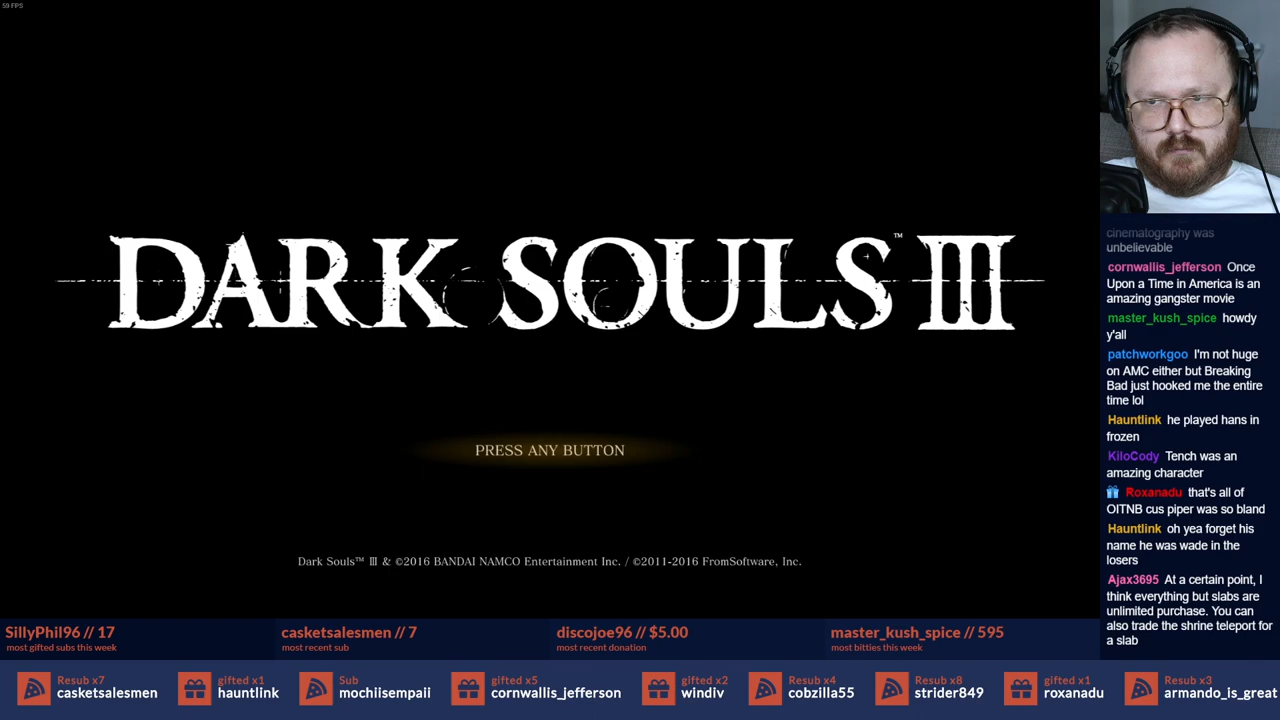 59 FPS
DARK SOULS™ III
PRESS ANY BUTTON
Dark Souls™ III & ©2016 BANDAI NAMCO Entertainment Inc. / ©2011-2016 FromSoftware, Inc.
cinematography was
unbelievable
cornwallis_jefferson Once
Upon a Time in America is an
amazing gangster movie
master_kush_spice howdy
y'all
patchworkgoo I'm not huge
on AMC either but Breaking
Bad just hooked me the entire
time lol
Hauntlink he played hans in
frozen
KiloCody Tench was an
amazing character
Roxanadu that's all of
OITNB cus piper was so bland
Hauntlink oh yea forget his
name he was wade in the
losers
Ajax3695 At a certain point, I
think everything but slabs are
unlimited purchase. You can
also trade the shrine teleport for
a slab
SillyPhil96 // 17
most gifted subs this week
casketsalesmen // 7
most recent sub
discojoe96 // $5.00
most recent donation
master_kush_spice // 595
most bitties this week
Resub x7
casketsalesmen
gifted x1
hauntlink
Sub
mochiisempaii
gifted x5
cornwallis_jefferson
gifted x2
windiv
Resub x4
cobzilla55
Resub x8
strider849
gifted x1
roxanadu
Resub x3
armando_is_great